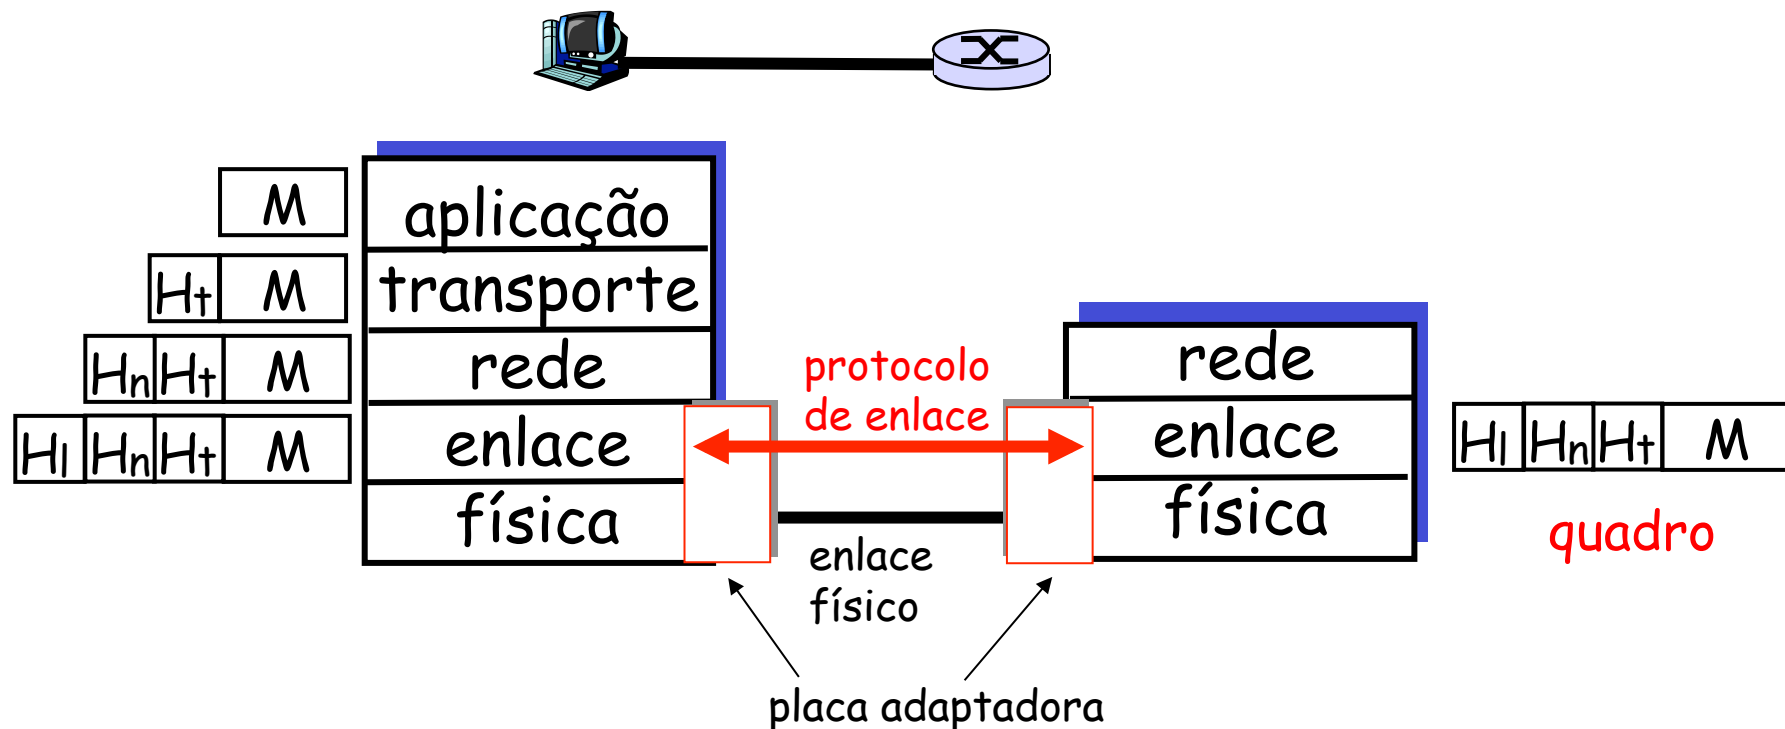 M
aplicação
Ht M
transporte
Hn Ht M
rede
Hl Hn Ht M
enlace
física
protocolo
de enlace
enlace
físico
placa adaptadora
rede
enlace
física
Hl Hn Ht M
quadro